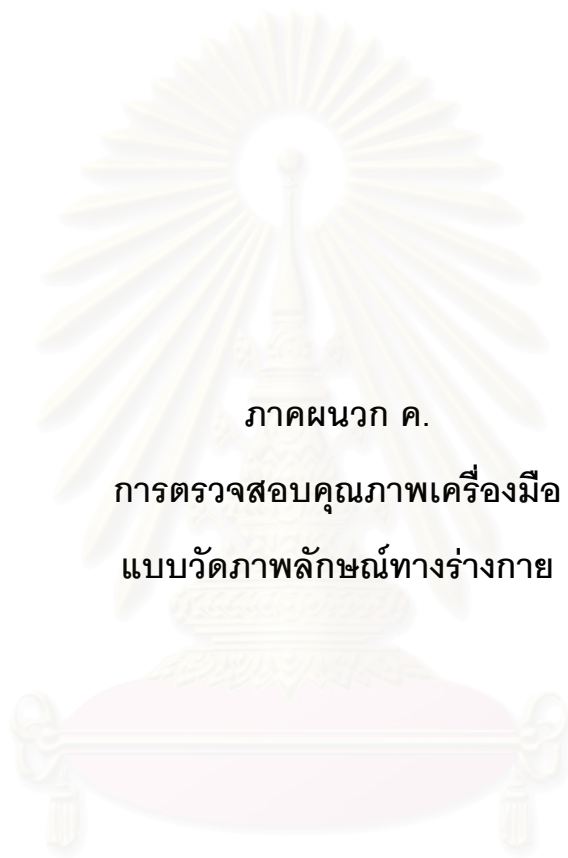 ภาคผนวก ค.
การตรวจสอบคุณภาพเครื่องมือ
แบบวัดภาพลักษณ์ทางร่างกาย